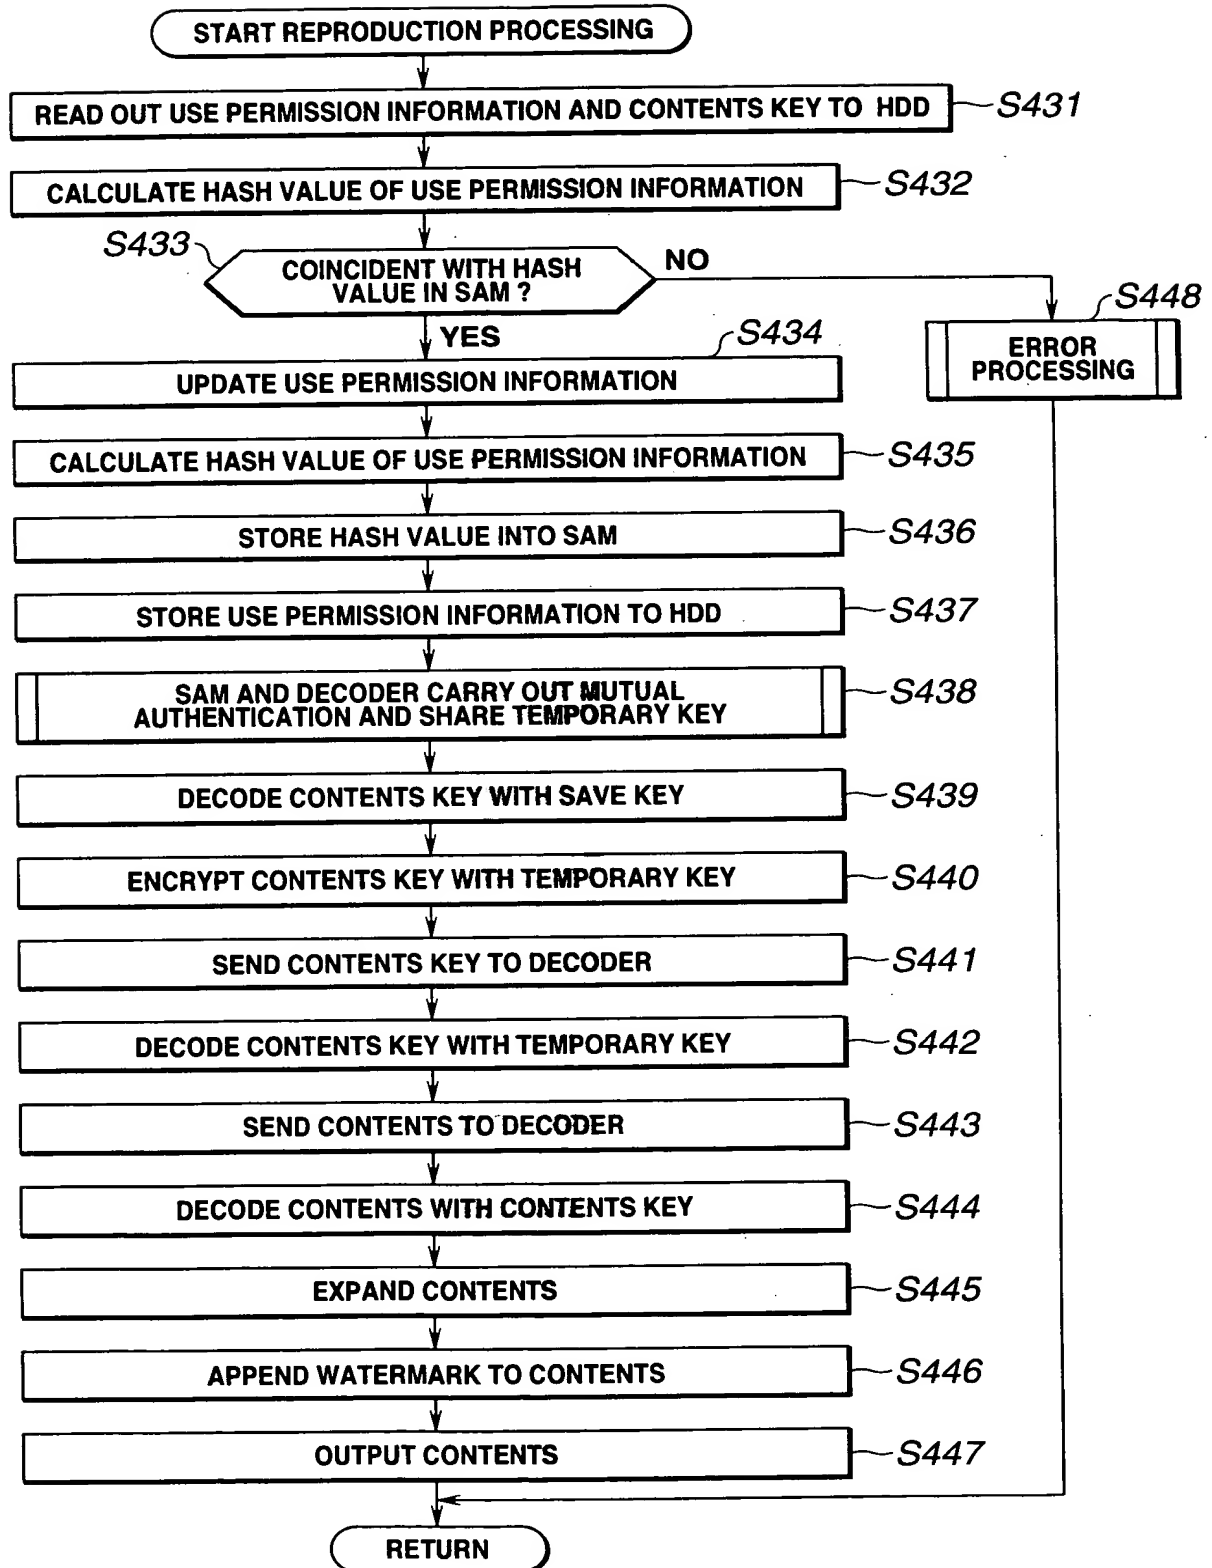 START REPRODUCTION PROCESSING
READ OUT USE PERMISSION INFORMATION AND CONTENTS KEY TO HDD
S431
CALCULATE HASH VALUE OF USE PERMISSION INFORMATION
S432
S433
COINCIDENT WITH HASH
VALUE IN SAM ?
NO
S448
ERROR
PROCESSING
YES
S434
UPDATE USE PERMISSION INFORMATION
CALCULATE HASH VALUE OF USE PERMISSION INFORMATION
S435
STORE HASH VALUE INTO SAM
S436
STORE USE PERMISSION INFORMATION TO HDD
S437
SAM AND DECODER CARRY OUT MUTUAL
AUTHENTICATION AND SHARE TEMPORARY KEY
S438
DECODE CONTENTS KEY WITH SAVE KEY
S439
ENCRYPT CONTENTS KEY WITH TEMPORARY KEY
S440
SEND CONTENTS KEY TO DECODER
S441
DECODE CONTENTS KEY WITH TEMPORARY KEY
S442
SEND CONTENTS TO DECODER
S443
DECODE CONTENTS WITH CONTENTS KEY
S444
EXPAND CONTENTS
S445
APPEND WATERMARK TO CONTENTS
S446
OUTPUT CONTENTS
S447
RETURN